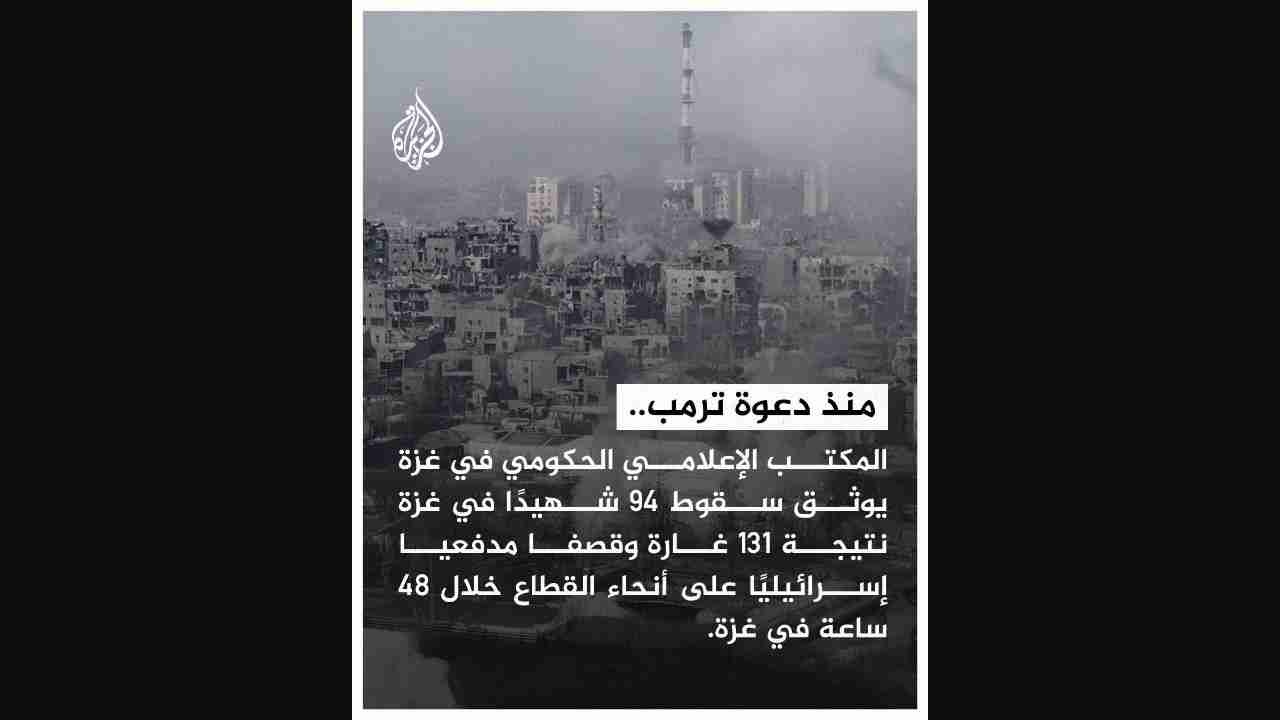 الجزيرة
منذ دعوة ترمب..
المكتب الإعلامي الحكومي في غزة
يوثق سقوط 94 شهيدًا في غزة
نتيجة 131 غارة وقصفا مدفعيا
إسرائيليًا على أنحاء القطاع خلال 48
ساعة في غزة.